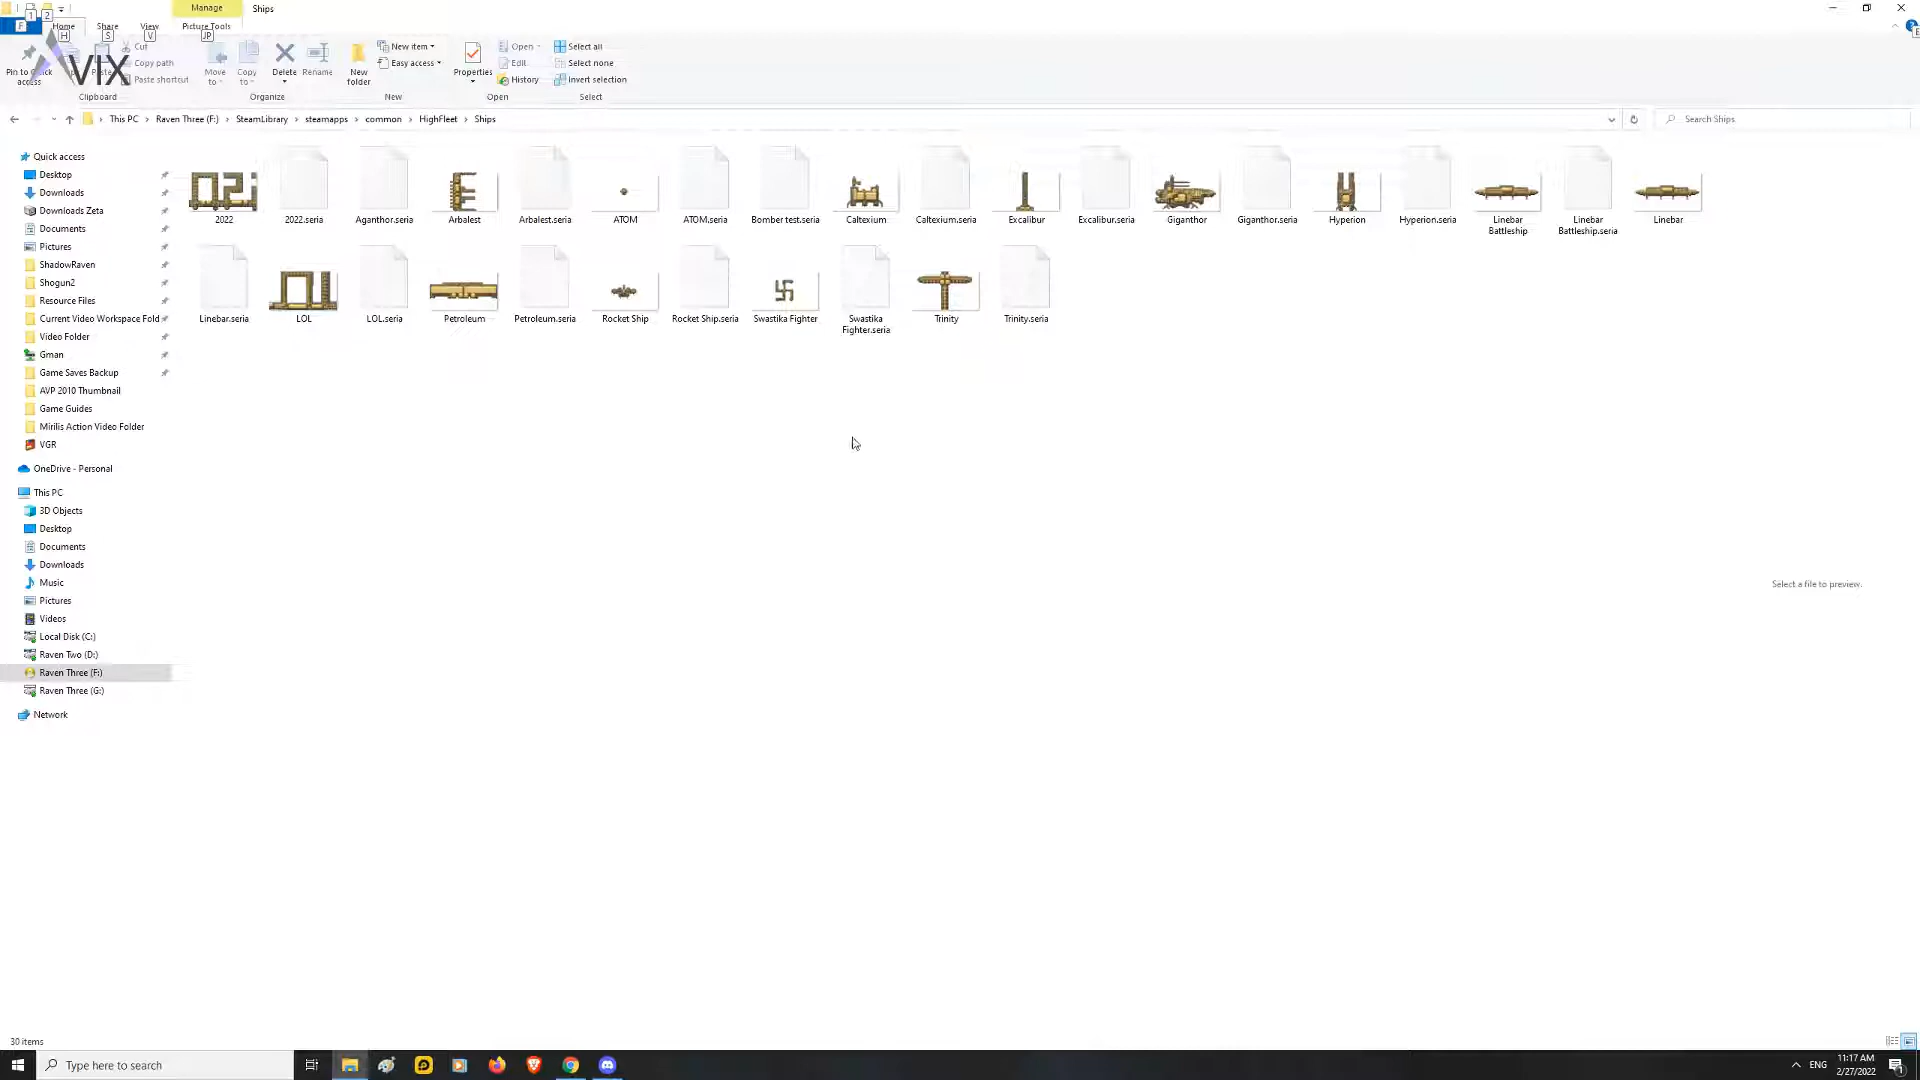 Manage
Ships
1
2
F
Home
Share
View
Picture Tools
H
S
V
JP
Pin to Quick access
VIX
Cut
Copy path
Paste shortcut
Clipboard
Move to
Copy to
Delete
Rename
Organize
New folder
New item
Easy access
New
Properties
Open
Edit
History
Open
Select all
Select none
Invert selection
Select
This PC
Raven Three (F:)
SteamLibrary
steamapps
common
HighFleet
Ships
Search Ships
Quick access
Desktop
Downloads
Downloads Zeta
Documents
Pictures
ShadowRaven
Shogun2
Resource Files
Current Video Workspace Fold
Video Folder
Gman
Game Saves Backup
AVP 2010 Thumbnail
Game Guides
Mirilis Action Video Folder
VGR
OneDrive - Personal
This PC
3D Objects
Desktop
Documents
Downloads
Music
Pictures
Videos
Local Disk (C:)
Raven Two (D:)
Raven Three (F:)
Raven Three (G:)
Network
2022
2022.seria
Aganthor.seria
Arbalest
Arbalest.seria
ATOM
ATOM.seria
Bomber test.seria
Caltexium
Caltexium.seria
Excalibur
Excalibur.seria
Giganthor
Giganthor.seria
Hyperion
Hyperion.seria
Linebar Battleship
Linebar Battleship.seria
Linebar
Linebar.seria
LOL
LOL.seria
Petroleum
Petroleum.seria
Rocket Ship
Rocket Ship.seria
Swastika Fighter
Swastika Fighter.seria
Trinity
Trinity.seria
Select a file to preview.
30 items
Type here to search
ENG
11:17 AM
2/27/2022